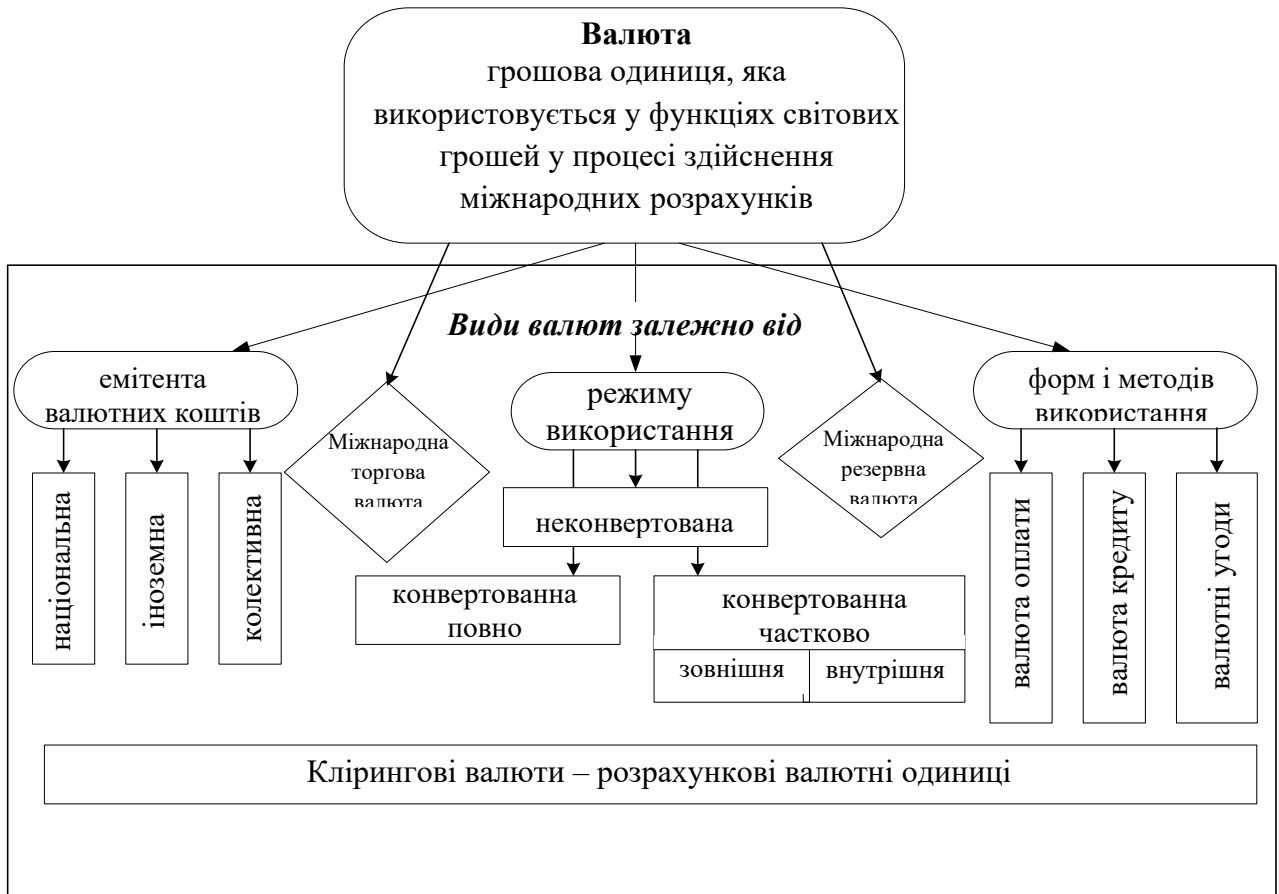 Валюта
грошова одиниця, яка
використовується у функціях світових
грошей у процесі здійснення
міжнародних розрахунків
Види валют залежно від
емітента
валютних коштів
режиму
використання
форм і методів
використання
Міжнародна
торгова
валюта
Міжнародна
резервна
валюта
національна
іноземна
колективна
неконвертована
конвертованна
повно
конвертованна
частково
зовнішня
внутрішня
валюта оплати
валюта кредиту
валютні угоди
Клірингові валюти – розрахункові валютні одиниці